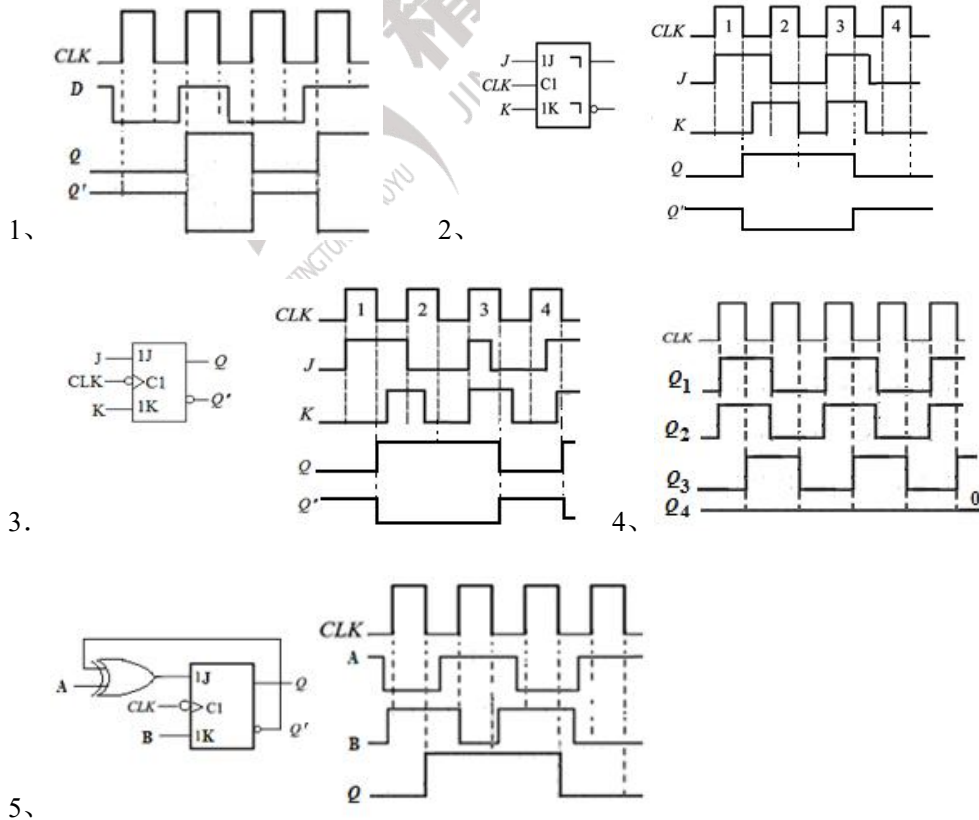 CLK
D
Q
Q'
1、
J
1J ¬
CLK
C1
K
1K ¬
CLK 1 2 3 4
J
K
Q
Q'
2、
J
1J
Q
CLK
C1
K
1K
Q'
CLK 1 2 3 4
J
K
Q
Q'
3.
CLK
Q1
Q2
Q3
0
Q4
4、
A
1J
Q
CLK
C1
B
1K
Q'
CLK
A
B
Q
5、
精